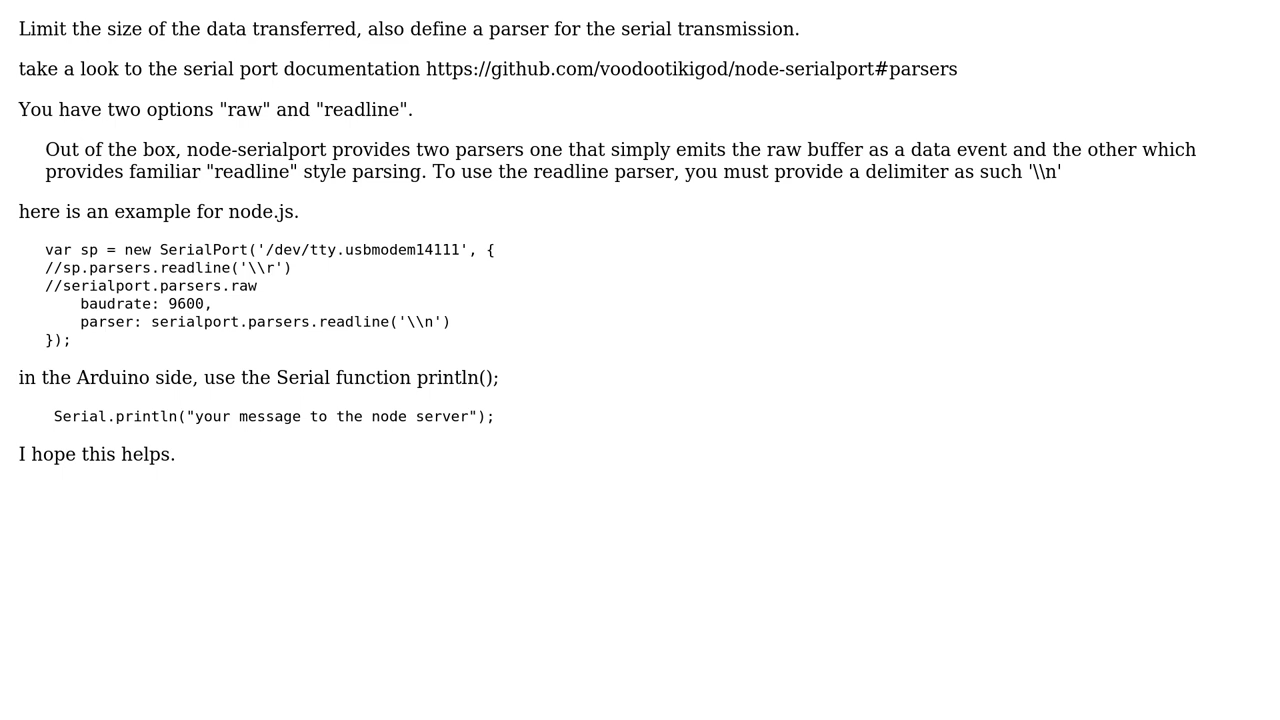 Limit the size of the data transferred, also define a parser for the serial transmission.
take a look to the serial port documentation https://github.com/voodootikigod/node-serialport#parsers
You have two options "raw" and "readline".
Out of the box, node-serialport provides two parsers one that simply emits the raw buffer as a data event and the other which
provides familiar "readline" style parsing. To use the readline parser, you must provide a delimiter as such '\\n'
here is an example for node.js.
var sp = new SerialPort('/dev/tty.usbmodem14111', {
//sp.parsers.readline('\\r')
//serialport.parsers.raw
    baudrate: 9600,
    parser: serialport.parsers.readline('\\n')
});
in the Arduino side, use the Serial function println();
Serial.println("your message to the node server");
I hope this helps.